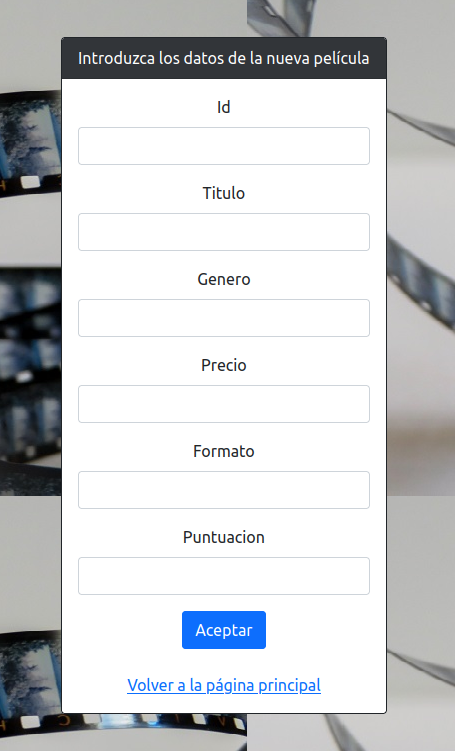 Introduzca los datos de la nueva película
Id
Titulo
Genero
Precio
Formato
Puntuacion
Aceptar
Volver a la página principal